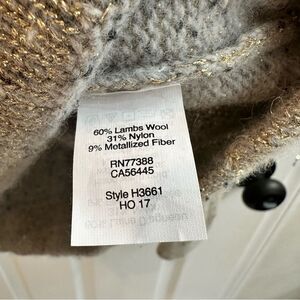 60% Lambs Wool
31% Nylon
9% Metallized Fiber
RN77388
CA56445
Style H3661
HO 17